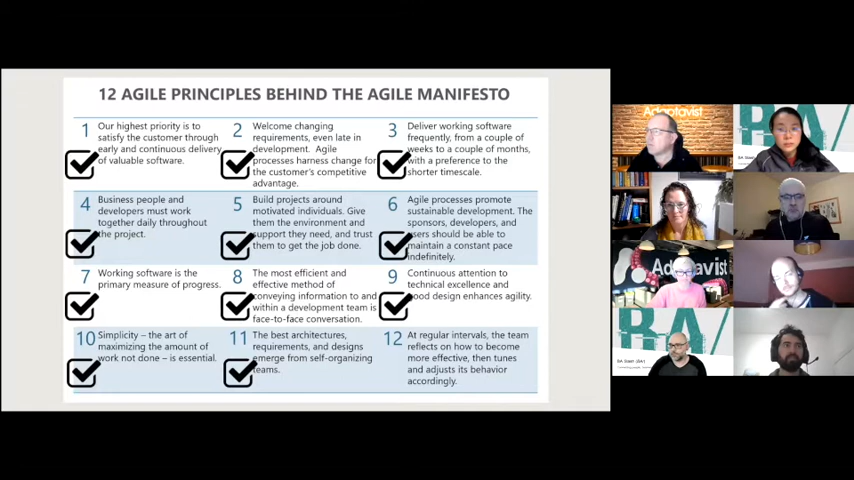 12 AGILE PRINCIPLES BEHIND THE AGILE MANIFESTO
1 Our highest priority is to
satisfy the customer through
early and continuous delivery
of valuable software.
2 Welcome changing
requirements, even late in
development. Agile
processes harness change for
the customer's competitive
advantage.
3 Deliver working software
frequently, from a couple of
weeks to a couple of months,
with a preference to the
shorter timescale.
4 Business people and
developers must work
together daily throughout
the project.
5 Build projects around
motivated individuals. Give
them the environment and
support they need, and trust
them to get the job done.
6 Agile processes promote
sustainable development. The
sponsors, developers, and
users should be able to
maintain a constant pace
indefinitely.
7 Working software is the
primary measure of progress.
8 The most efficient and
effective method of
conveying information to and
within a development team is
face-to-face conversation.
9 Continuous attention to
technical excellence and
good design enhances agility.
10 Simplicity – the art of
maximizing the amount of
work not done – is essential.
11 The best architectures,
requirements, and designs
emerge from self-organizing
teams.
12 At regular intervals, the team
reflects on how to become
more effective, then tunes
and adjusts its behavior
accordingly.
Adaptavist
BA/
Adaptavist
BA/